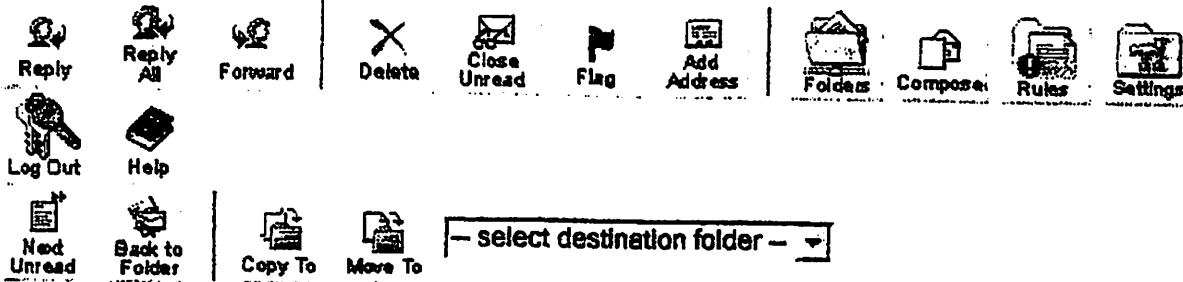 Reply Reply All Forward Delete Close Unread Flag Add Address Folders Compose Rules Settings
Log Out Help
Next Unread Back to Folder Copy To Move To – select destination folder –